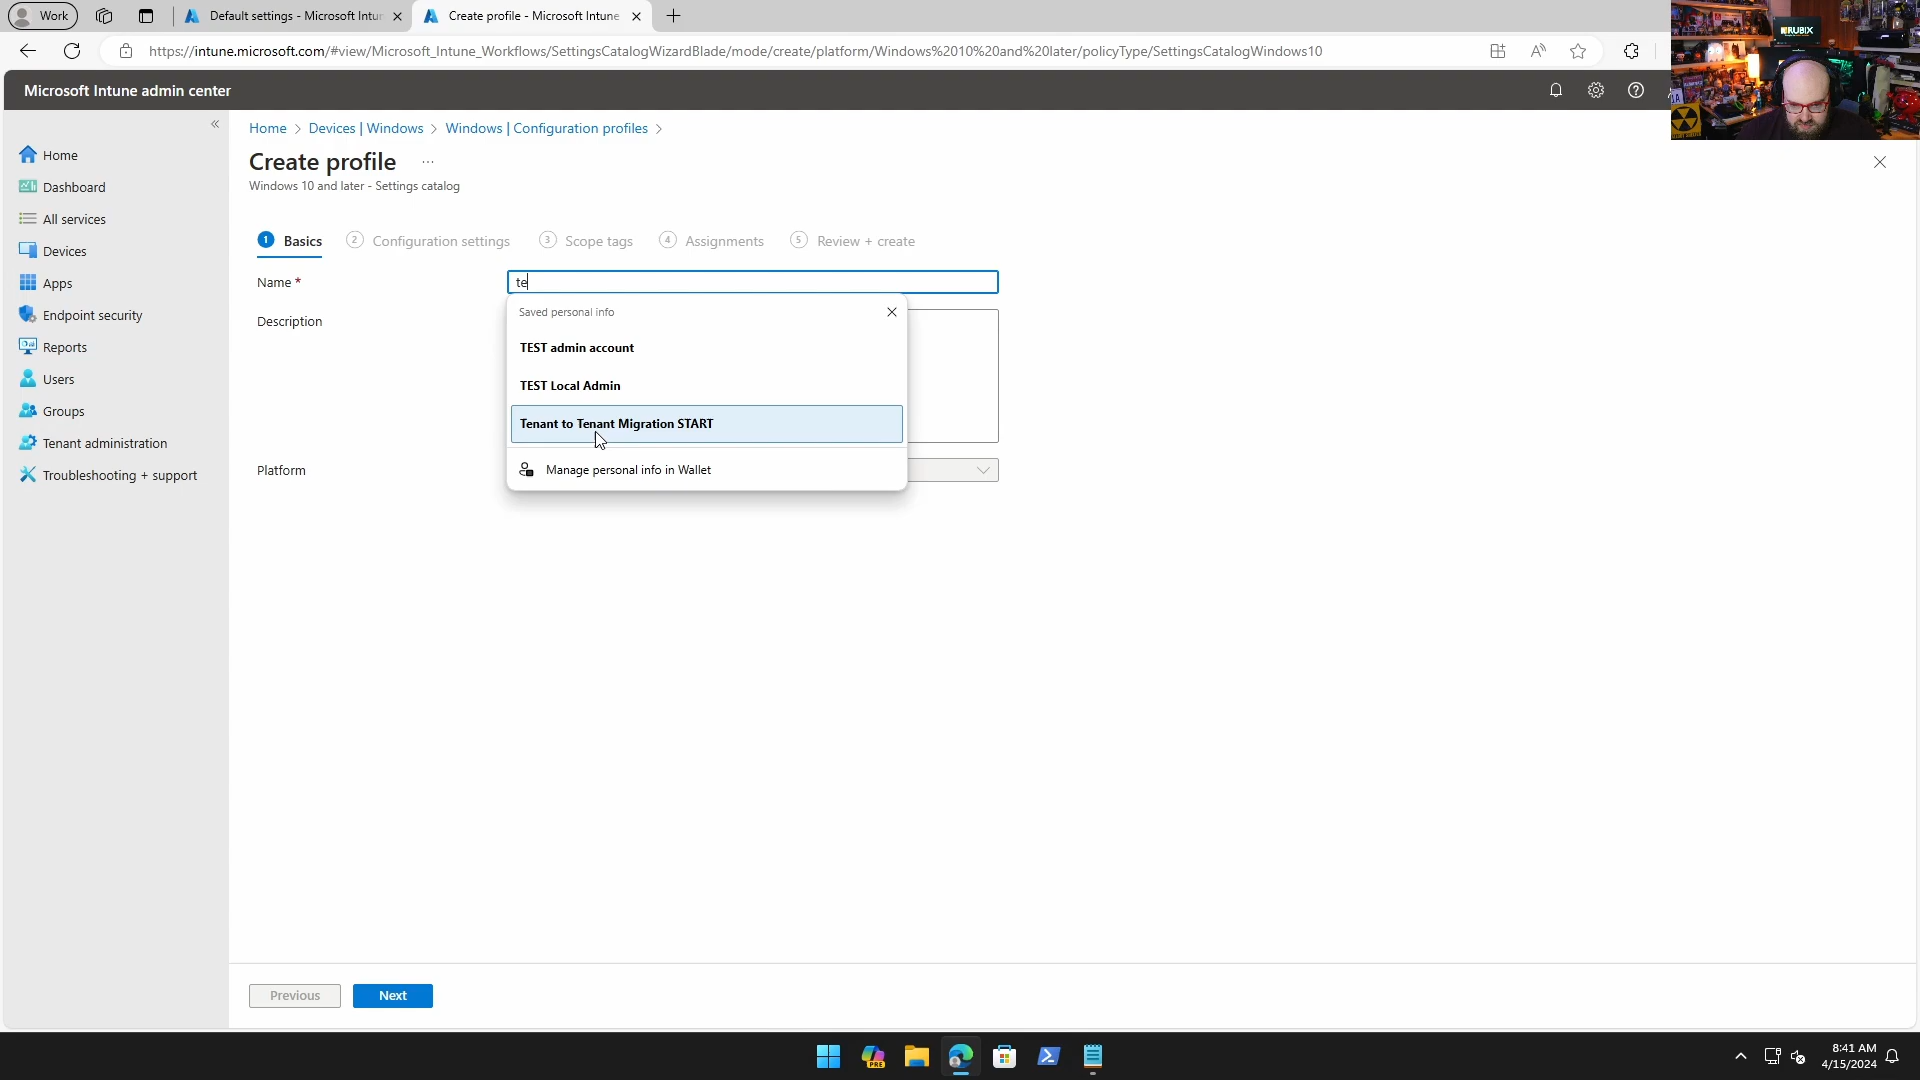 Work
Default settings - Microsoft Intun
Create profile - Microsoft Intune
https://intune.microsoft.com/#view/Microsoft_Intune_Workflows/SettingsCatalogWizardBlade/mode/create/platform/Windows%2010%20and%20later/policyType/SettingsCatalogWindows10
RUBIX
Microsoft Intune admin center
Home > Devices | Windows > Windows | Configuration profiles >
Create profile ...
Windows 10 and later - Settings catalog
Home
Dashboard
All services
Devices
Apps
Endpoint security
Reports
Users
Groups
Tenant administration
Troubleshooting + support
1 Basics
2 Configuration settings
3 Scope tags
4 Assignments
5 Review + create
Name *
te
Description
Saved personal info
TEST admin account
TEST Local Admin
Tenant to Tenant Migration START
Manage personal info in Wallet
Platform
Previous
Next
PRE
8:41 AM
4/15/2024